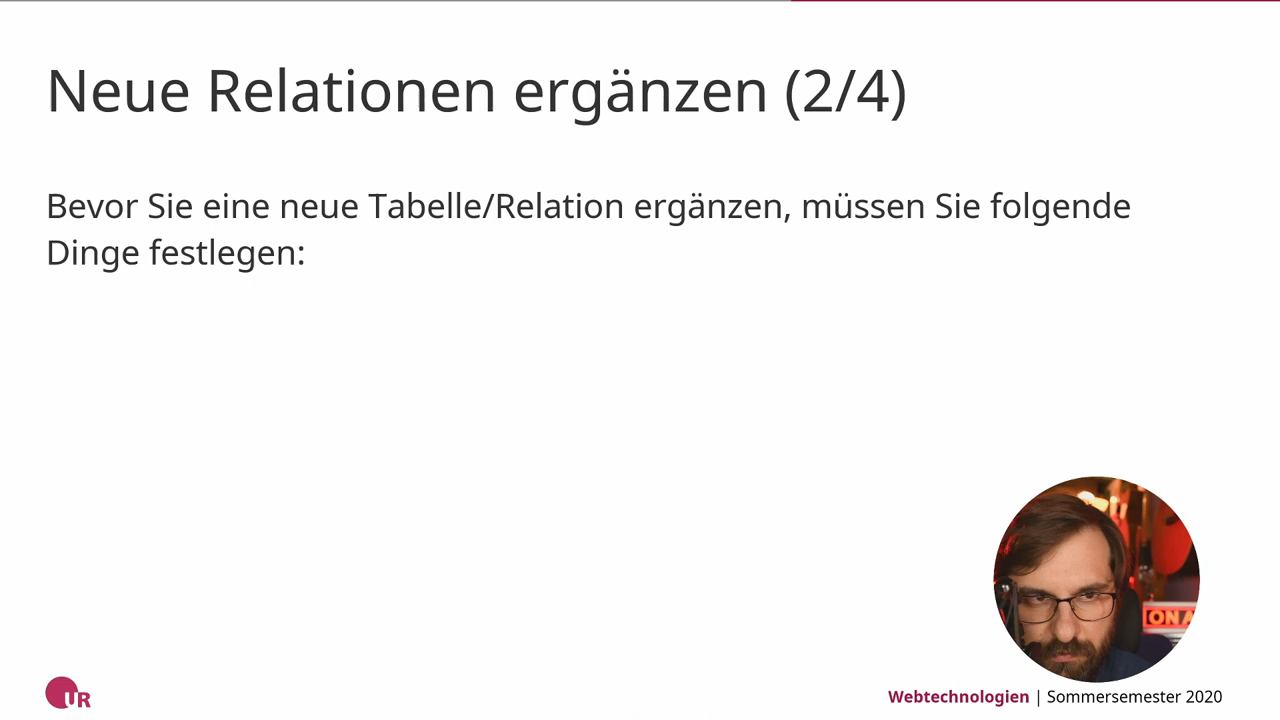 Neue Relationen ergänzen (2/4)
Bevor Sie eine neue Tabelle/Relation ergänzen, müssen Sie folgende
Dinge festlegen:
ON A
UR
Webtechnologien | Sommersemester 2020